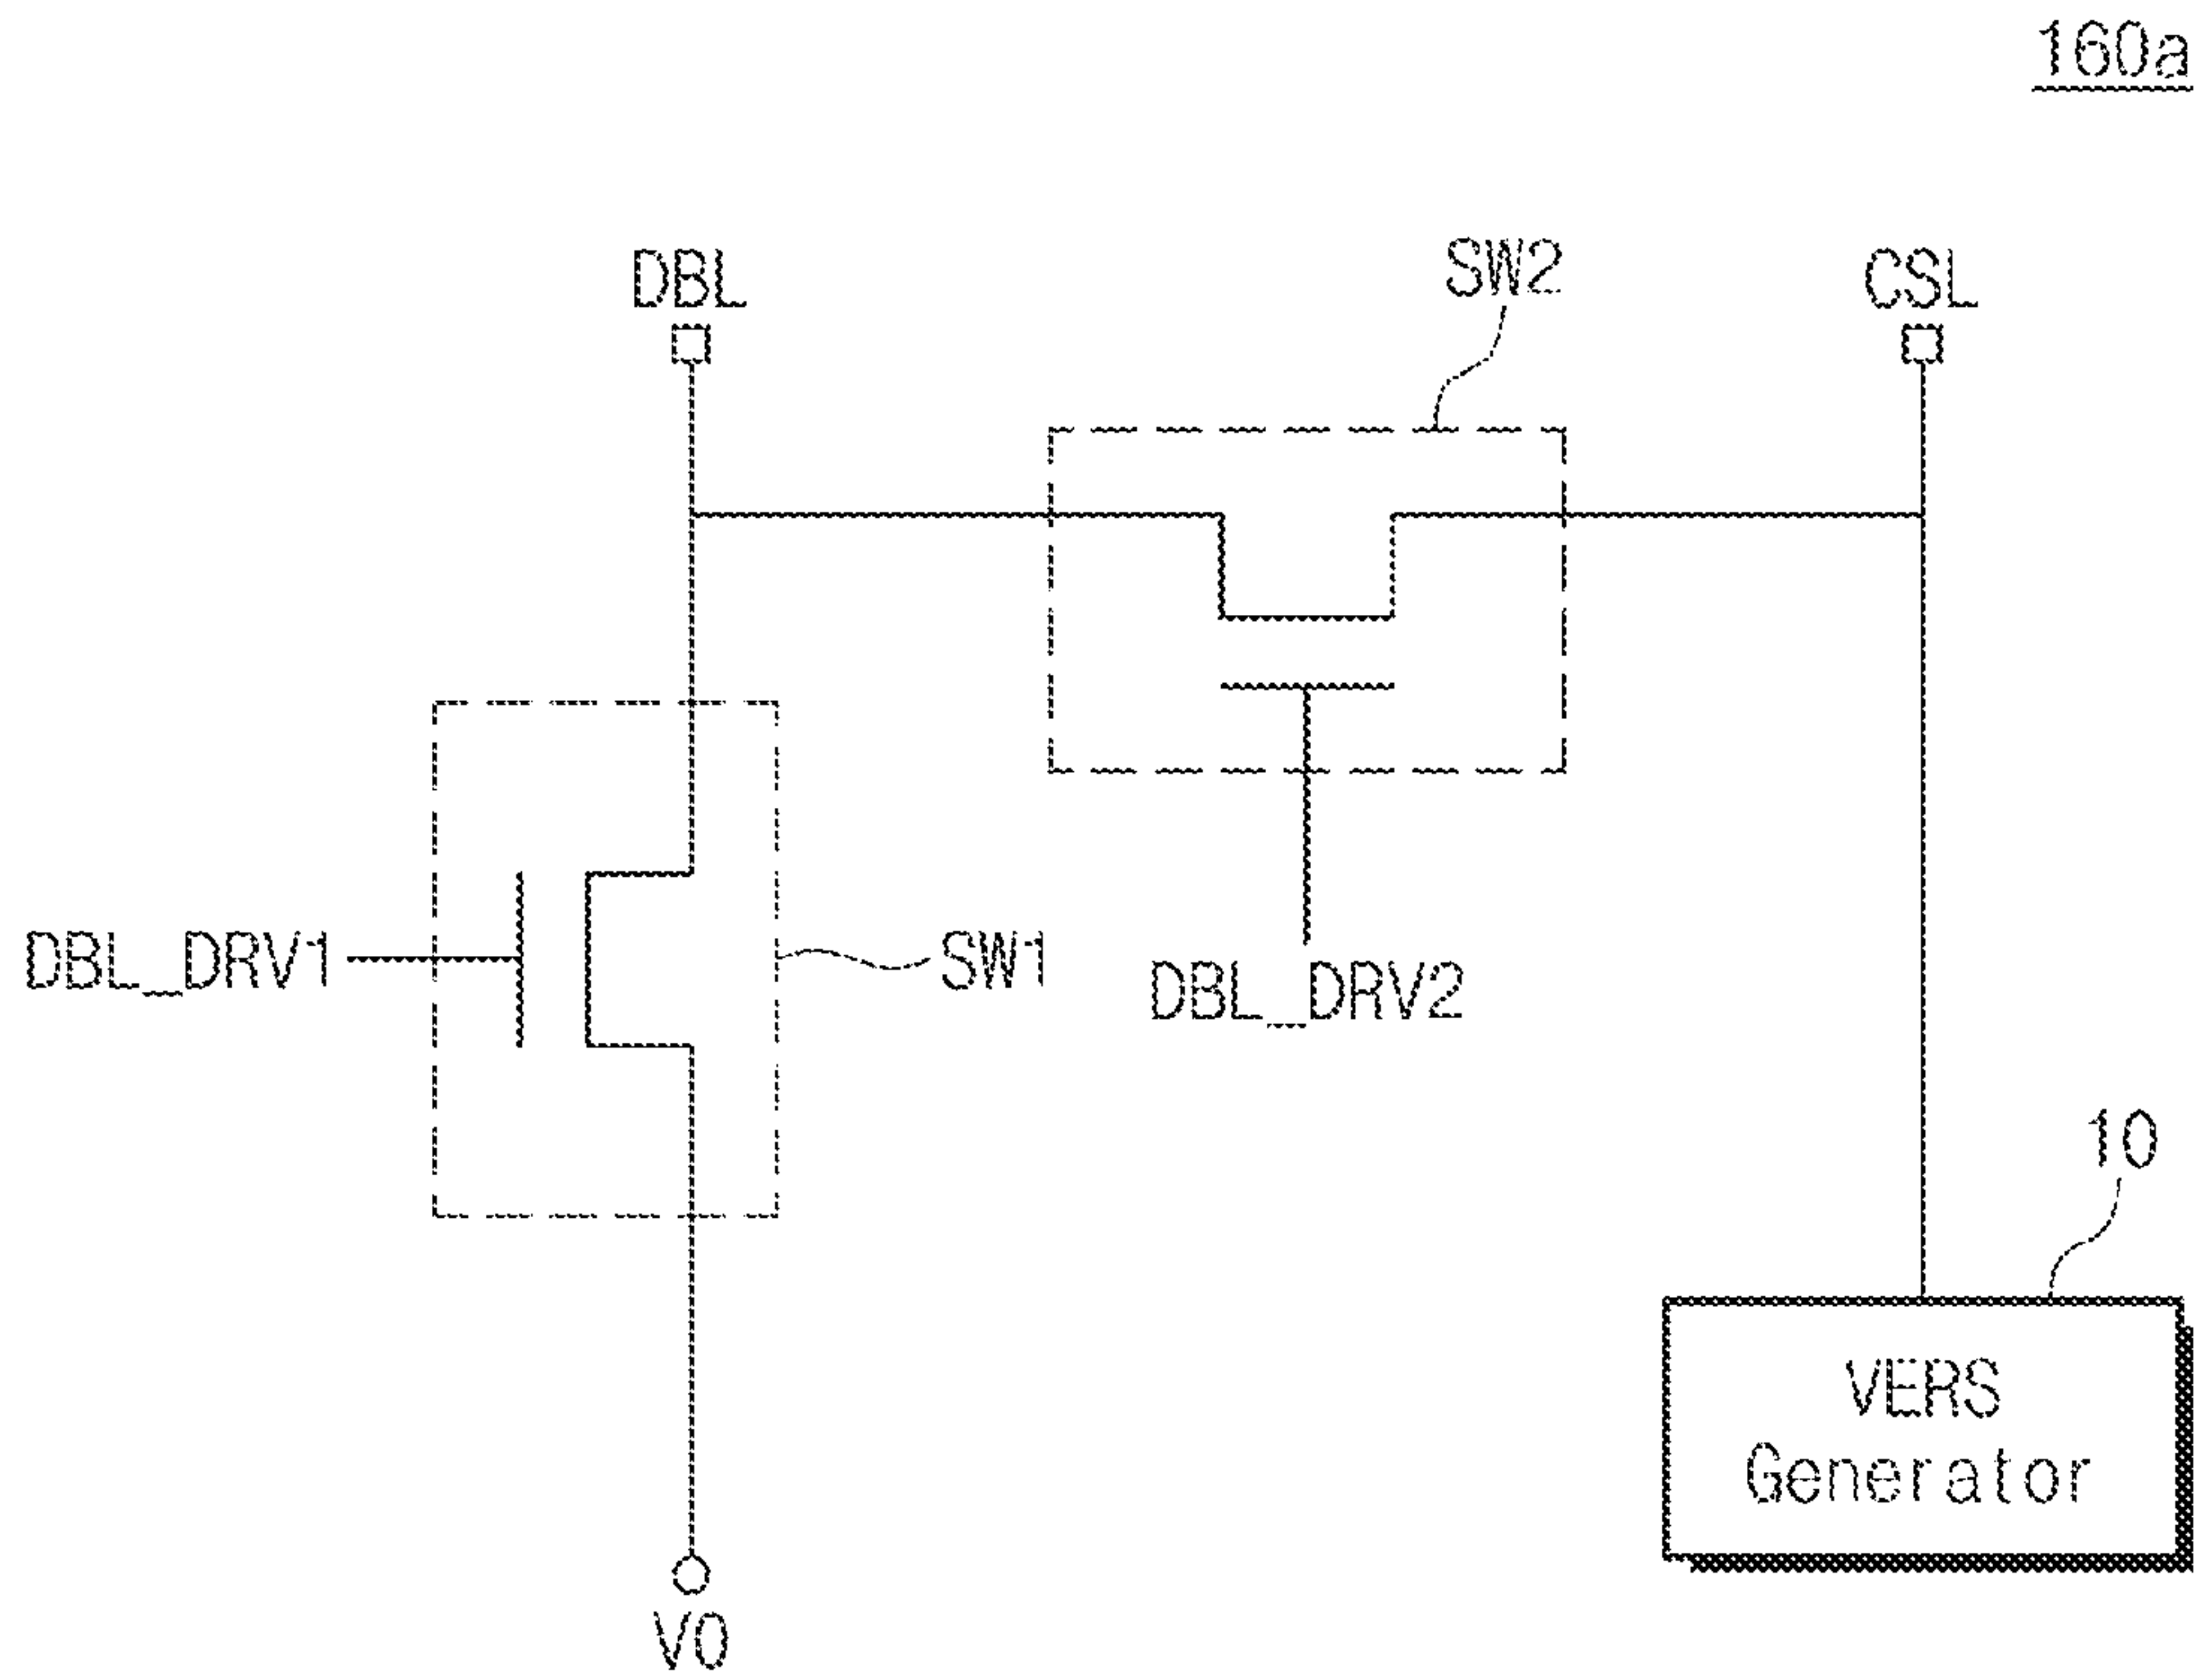 160a
DBL
SW2
CSL
DBL_DRV1
SW1
DBL_DRV2
10
VERS
Generator
V0